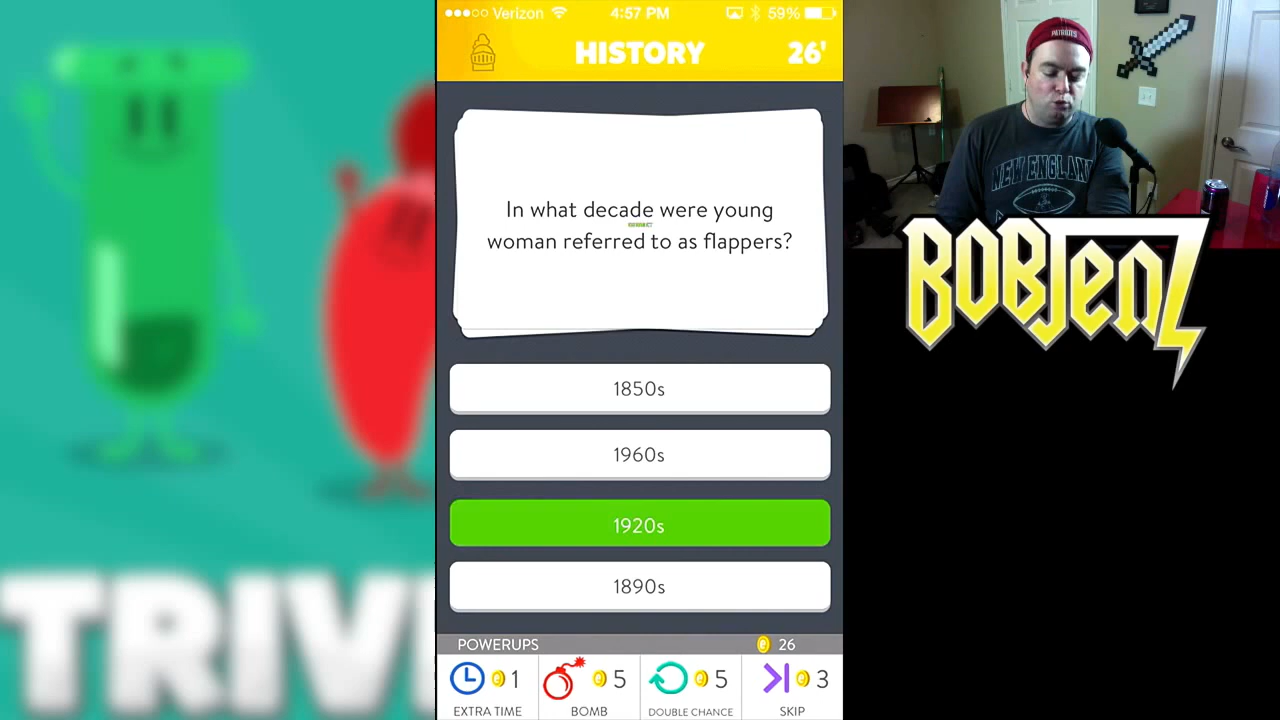 Verizon 4:57 PM 59%
HISTORY 26'
In what decade were young
woman referred to as flappers?
1850s
1960s
1920s
1890s
POWERUPS 26
1 5 5 3
EXTRA TIME BOMB DOUBLE CHANCE SKIP
TRIVI
PATRIOTS
NEW ENGLAND
BOBJENZ